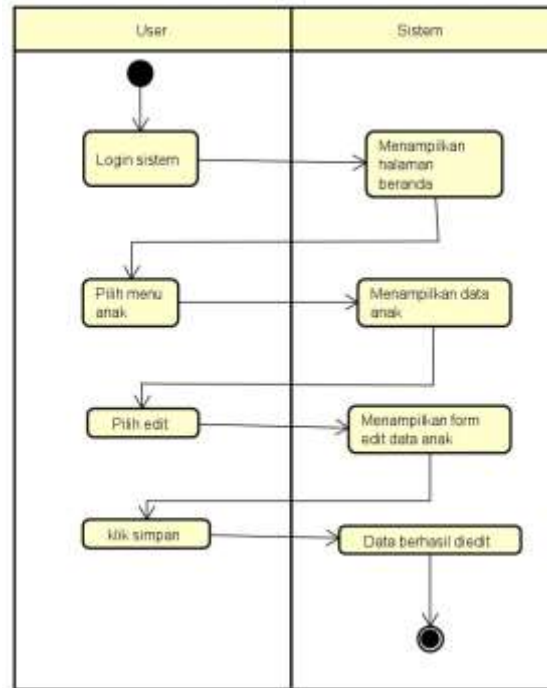 User
Sistem
Login sistem
Menampilkan
halaman
beranda
Pilih menu
anak
Menampilkan data
anak
Pilih edit
Menampilkan form
edit data anak
klik simpan
Data berhasil diedit